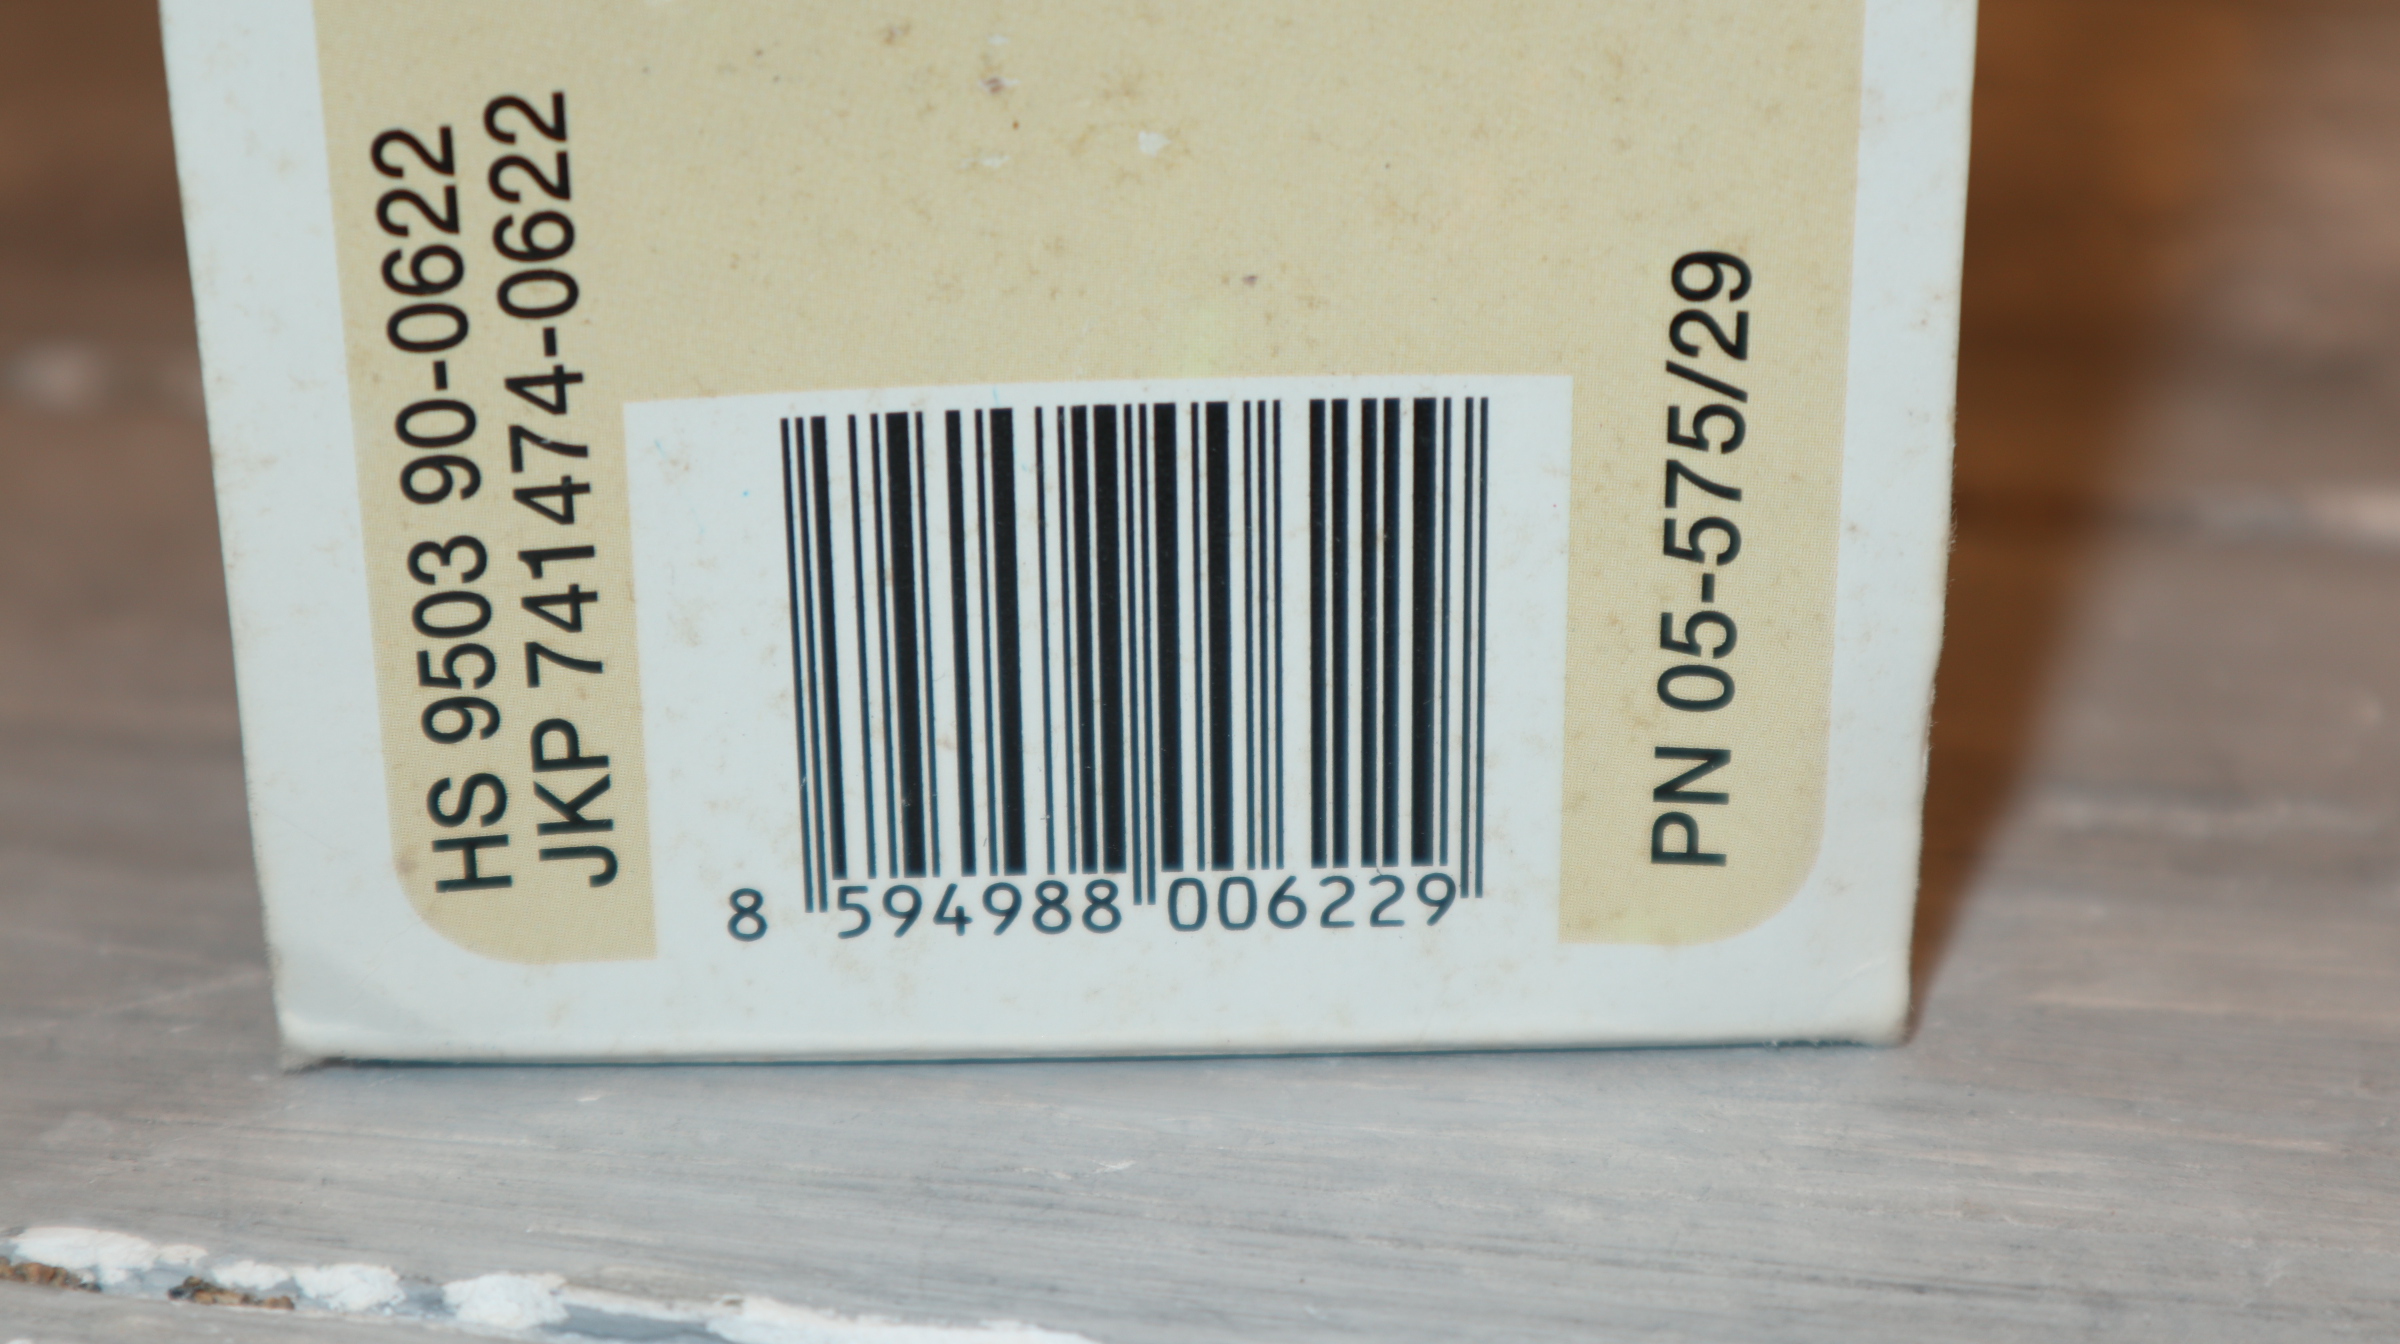 HS 9503 90-0622
JKP 741474-0622
8 594988 006229
PN 05-575/29